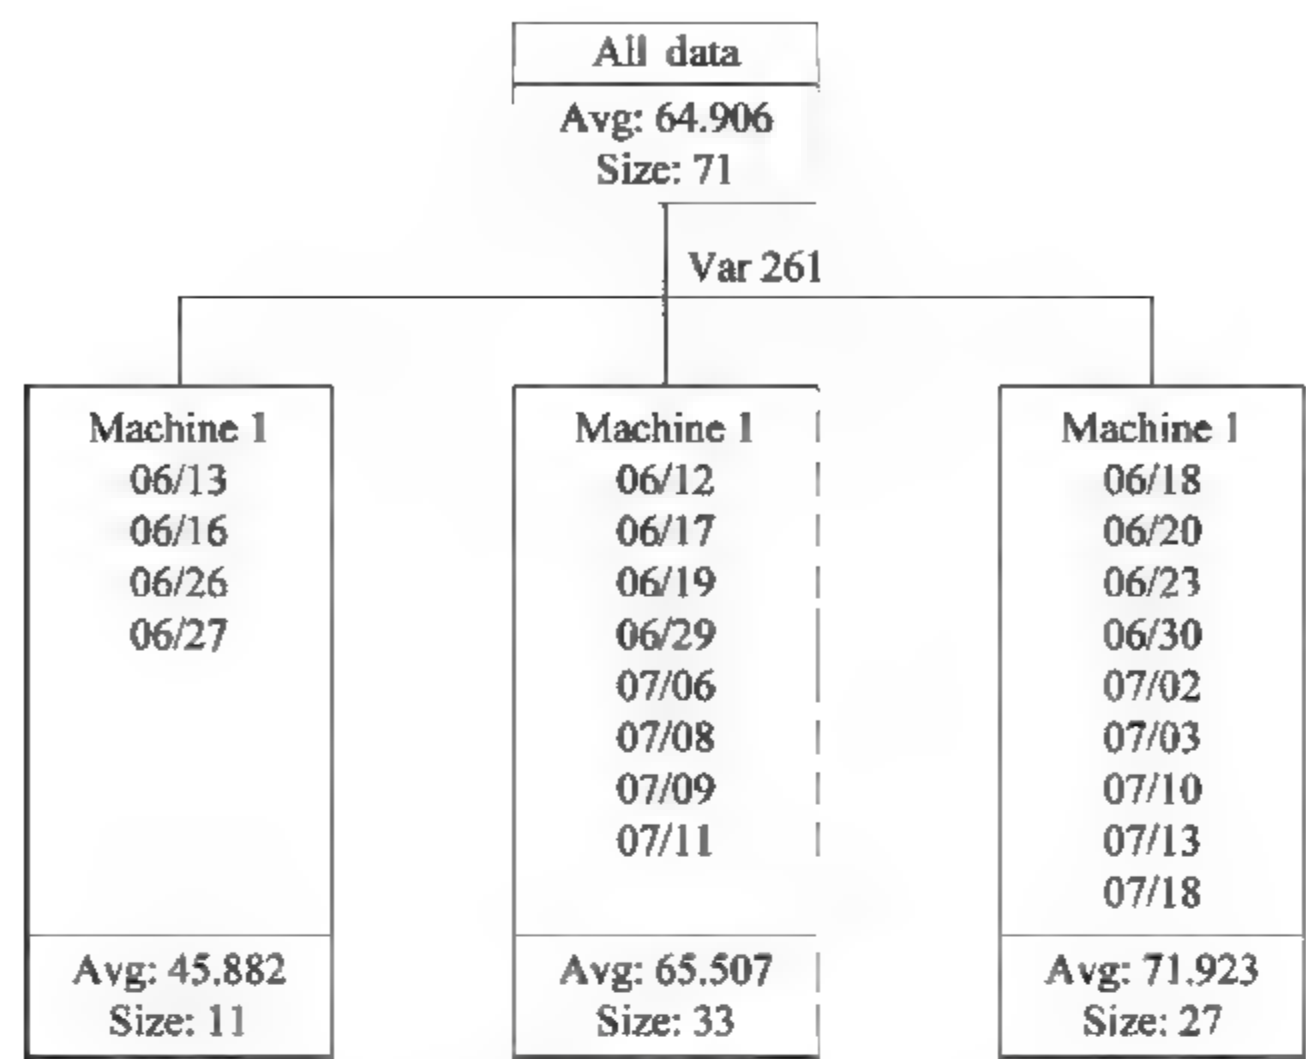 All data
Avg: 64.906
Size: 71
Var 261
Machine 1
06/13
06/16
06/26
06/27
Avg: 45.882
Size: 11
Machine 1
06/12
06/17
06/19
06/29
07/06
07/08
07/09
07/11
Avg: 65.507
Size: 33
Machine 1
06/18
06/20
06/23
06/30
07/02
07/03
07/10
07/13
07/18
Avg: 71.923
Size: 27